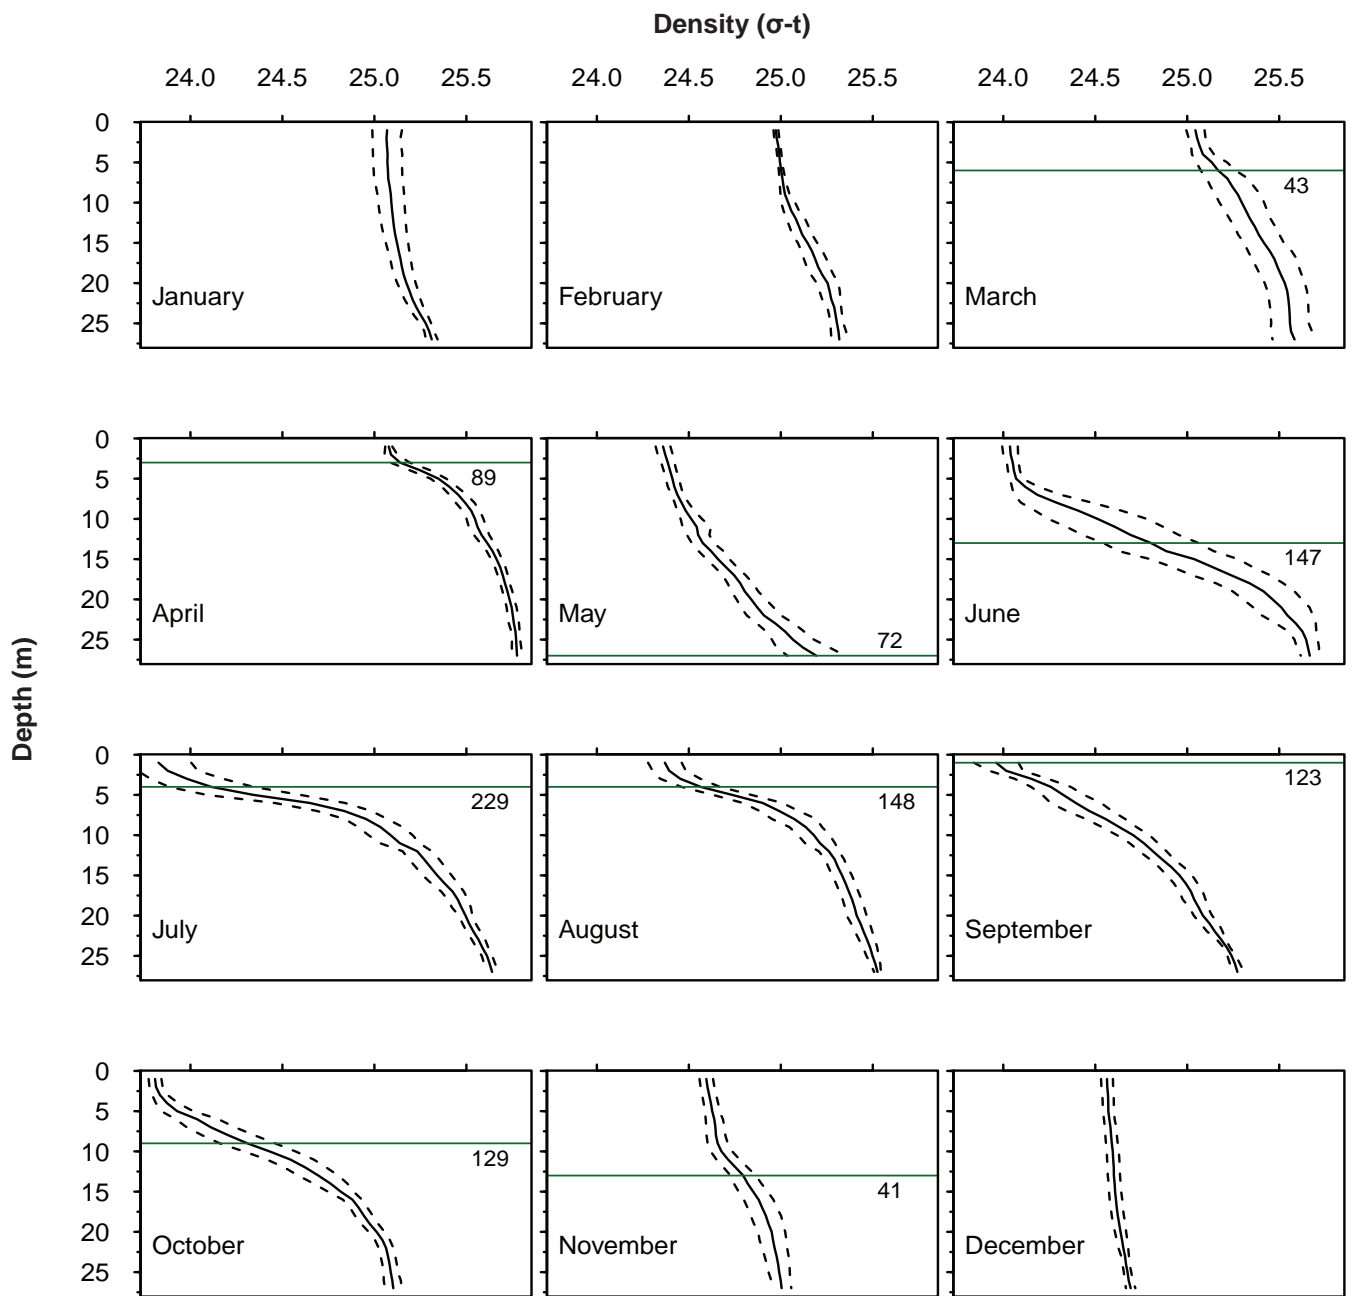 Density (σ-t)
24.0 24.5 25.0 25.5 24.0 24.5 25.0 25.5 24.0 24.5 25.0 25.5
0
5
10
15
20
25
January
February
March
43
0
5
10
15
20
25
April
89
May
72
June
147
Depth (m)
0
5
10
15
20
25
July
229
August
148
September
123
0
5
10
15
20
25
October
129
November
41
December